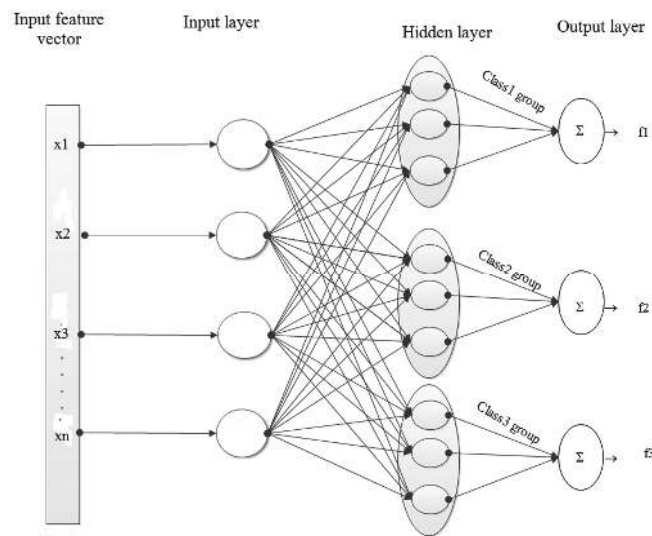 Input feature
vector
Input layer
Hidden layer
Output layer
x1
x2
x3
xn
Class1 group
Class2 group
Class3 group
Σ
f1
Σ
f2
Σ
f3